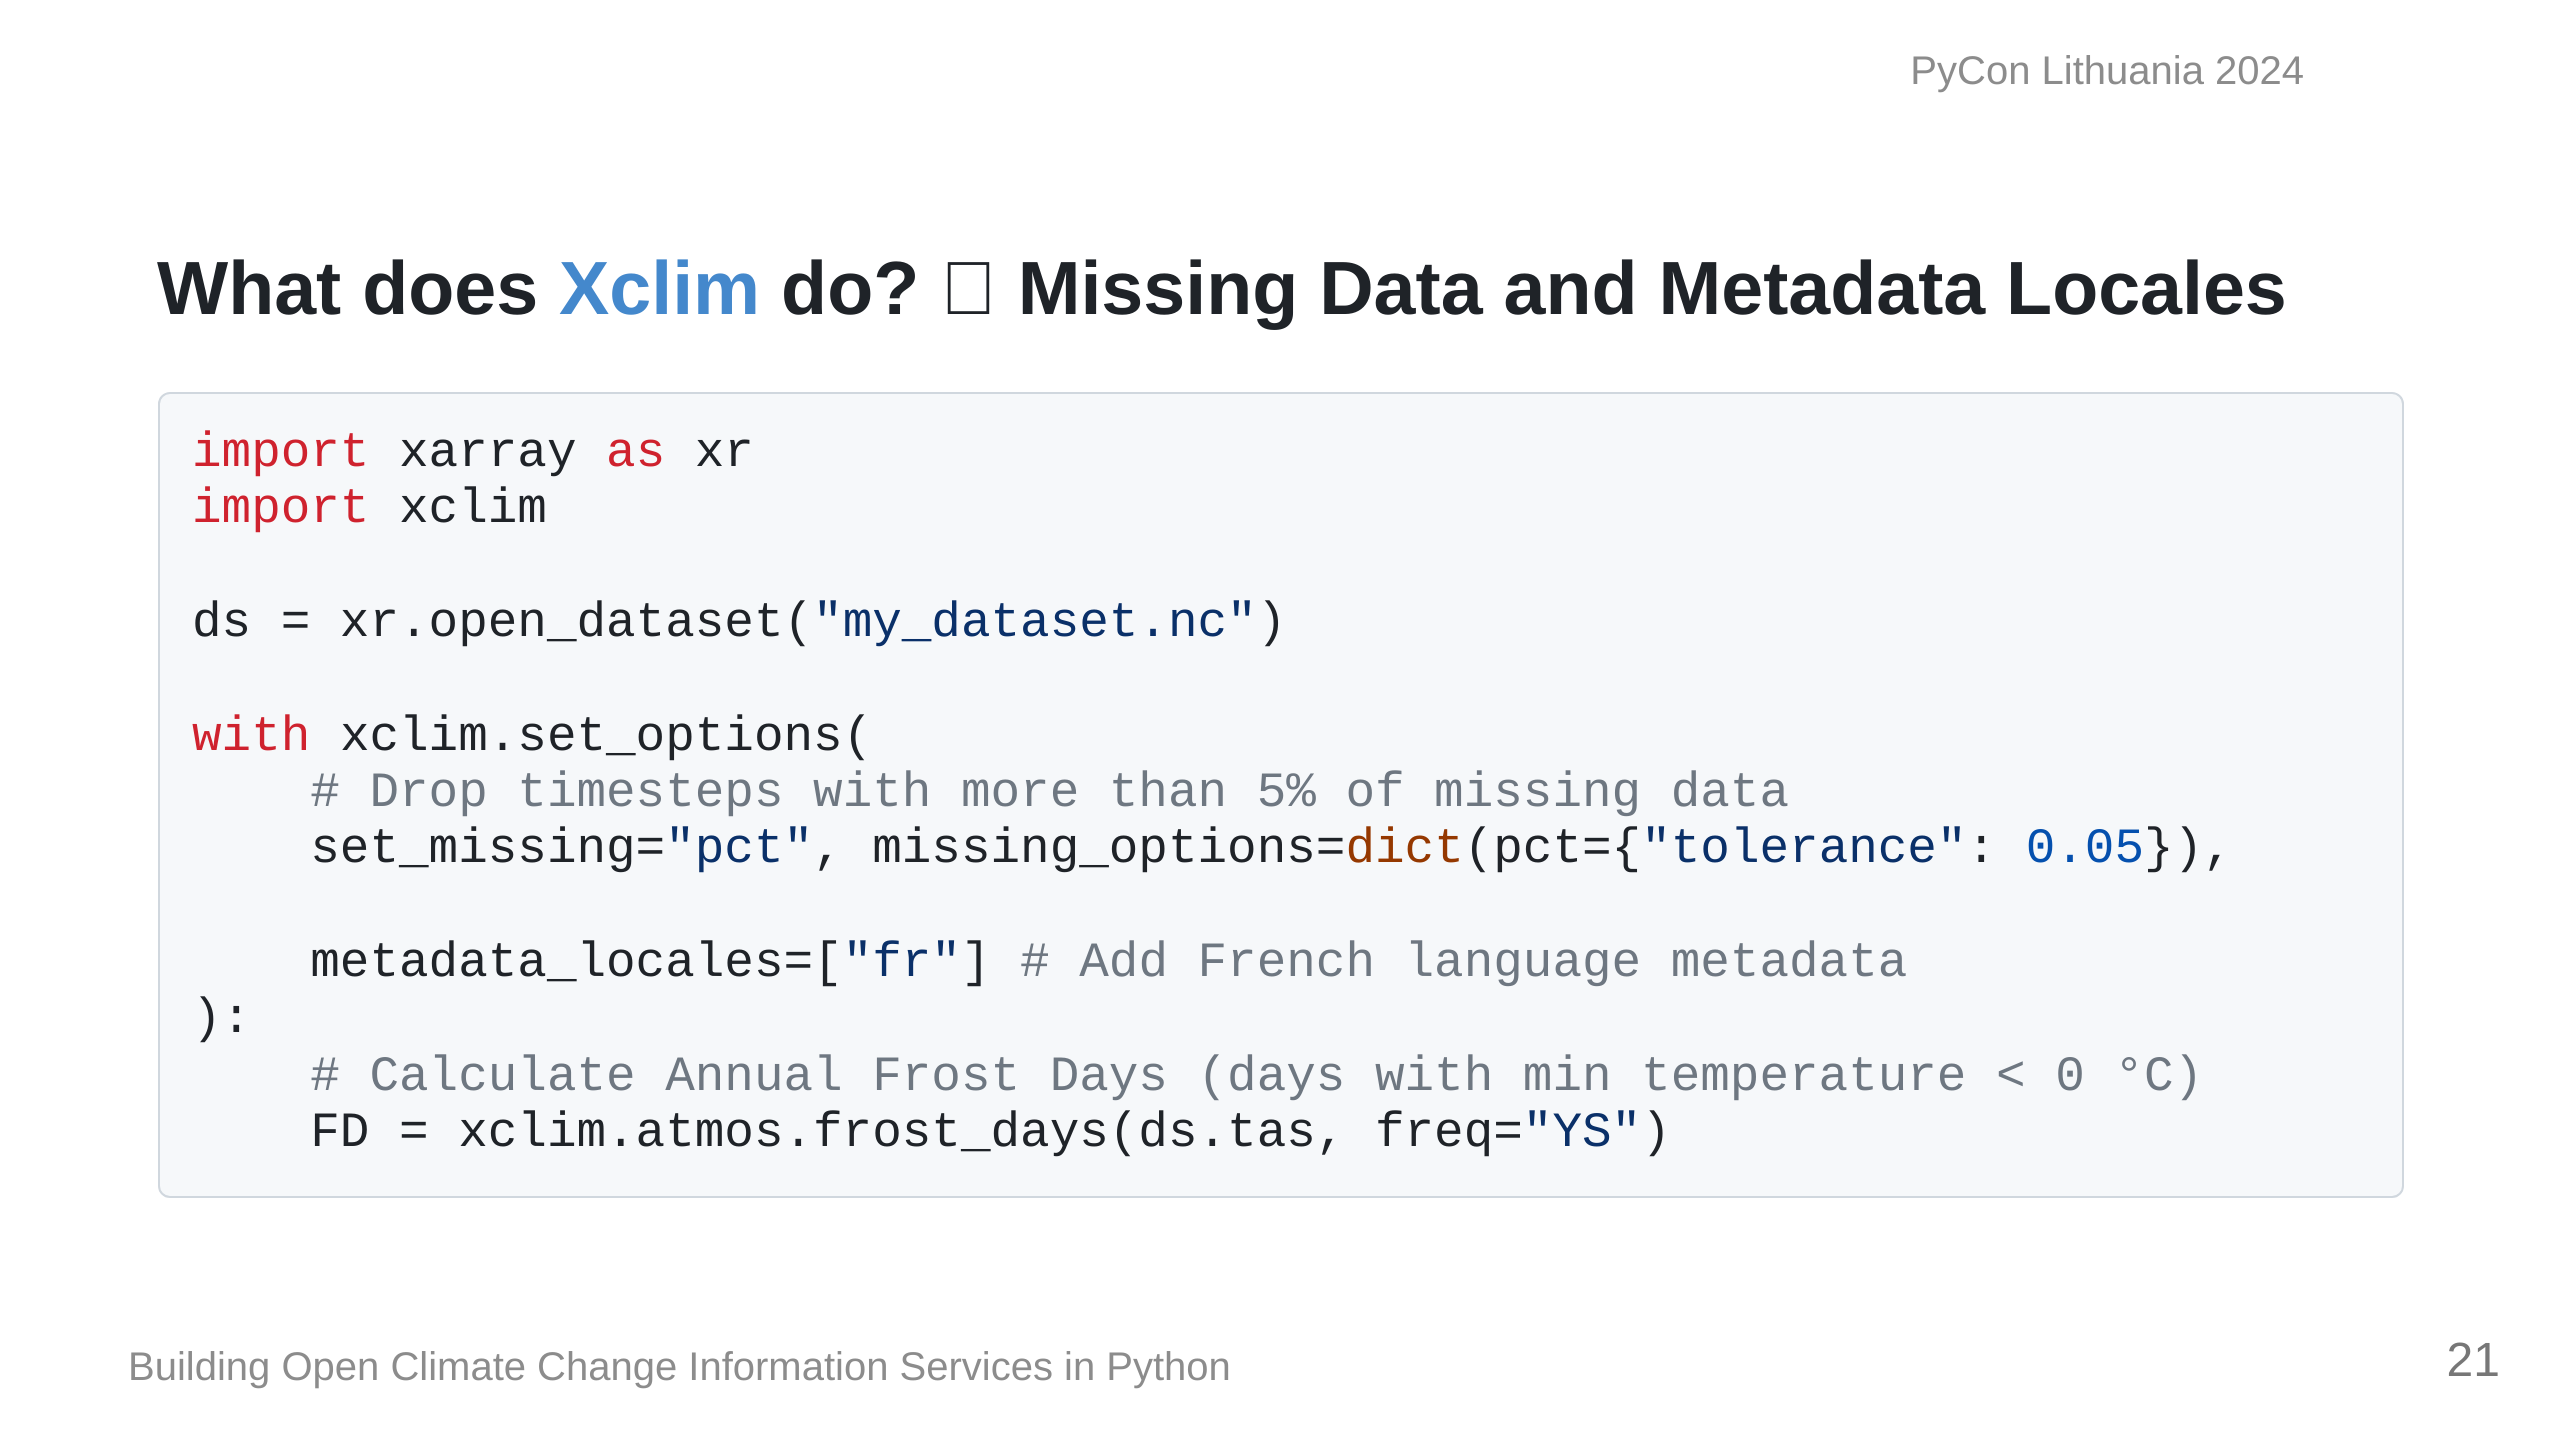 PyCon Lithuania 2024
What does Xclim do? Missing Data and Metadata Locales
import xarray as xr
import xclim
ds = xr.open_dataset("my_dataset.nc")
with xclim.set_options(
    # Drop timesteps with more than 5% of missing data
    set_missing="pct", missing_options=dict(pct={"tolerance": 0.05}),
    metadata_locales=["fr"] # Add French language metadata
):
    # Calculate Annual Frost Days (days with min temperature < 0 °C)
    FD = xclim.atmos.frost_days(ds.tas, freq="YS")
Building Open Climate Change Information Services in Python
21